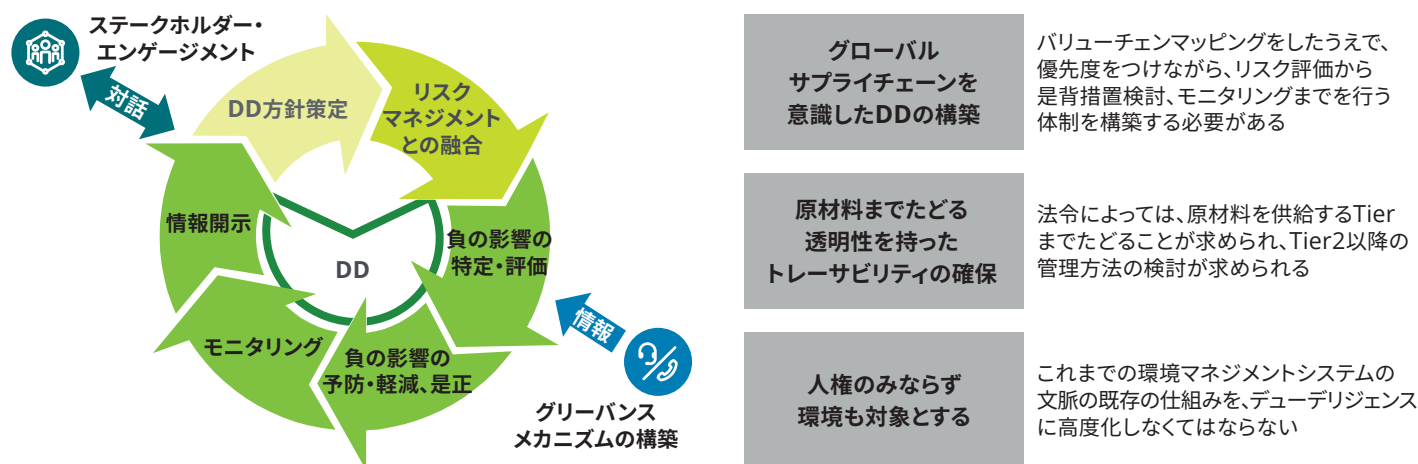 ステークホルダー・
エンゲージメント
対話
DD方針策定
リスク
マネジメント
との融合
情報開示
負の影響の
特定・評価
DD
モニタリング
負の影響の
予防・軽減、是正
情報
グリーバンス
メカニズムの構築
グローバル
サプライチェーンを
意識したDDの構築
バリューチェンマッピングをしたうえで、
優先度をつけながら、リスク評価から
是背措置検討、モニタリングまでを行う
体制を構築する必要がある
原材料までたどる
透明性を持った
トレーサビリティの確保
法令によっては、原材料を供給するTier
までたどることが求められ、Tier2以降の
管理方法の検討が求められる
人権のみならず
環境も対象とする
これまでの環境マネジメントシステムの
文脈の既存の仕組みを、デューデリジェンス
に高度化しなくてはならない